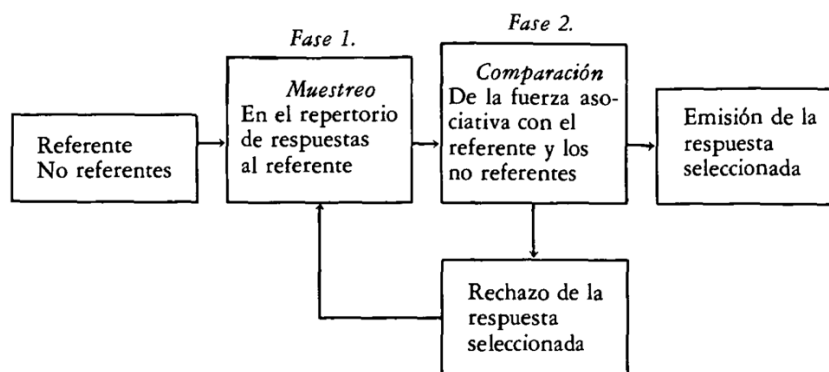 Fase 1.
Fase 2.
Referente
No referentes
Muestreo
En el repertorio
de respuestas
al referente
Comparación
De la fuerza aso-
ciativa con el
referente y los
no referentes
Emisión de la
respuesta
seleccionada
Rechazo de la
respuesta
seleccionada